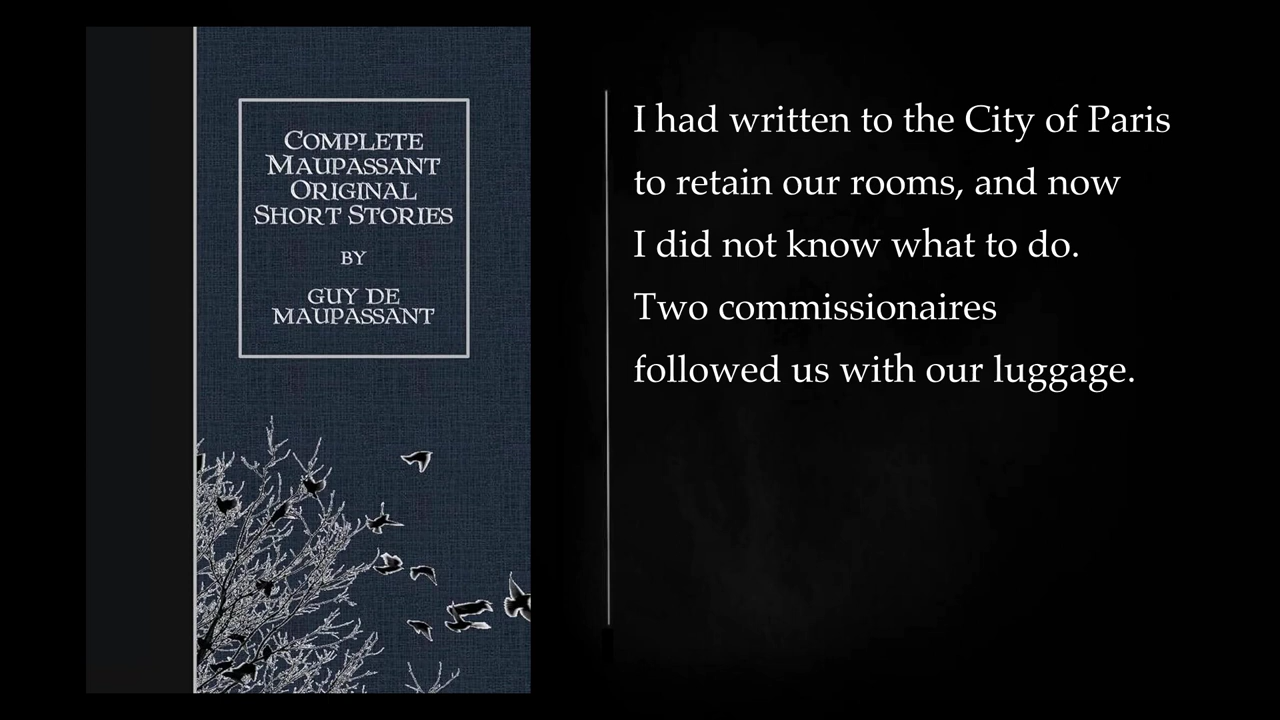 COMPLETE
MAUPASSANT
ORIGINAL
SHORT STORIES
BY
GUY DE
MAUPASSANT
I had written to the City of Paris
to retain our rooms, and now
I did not know what to do.
Two commissionaires
followed us with our luggage.